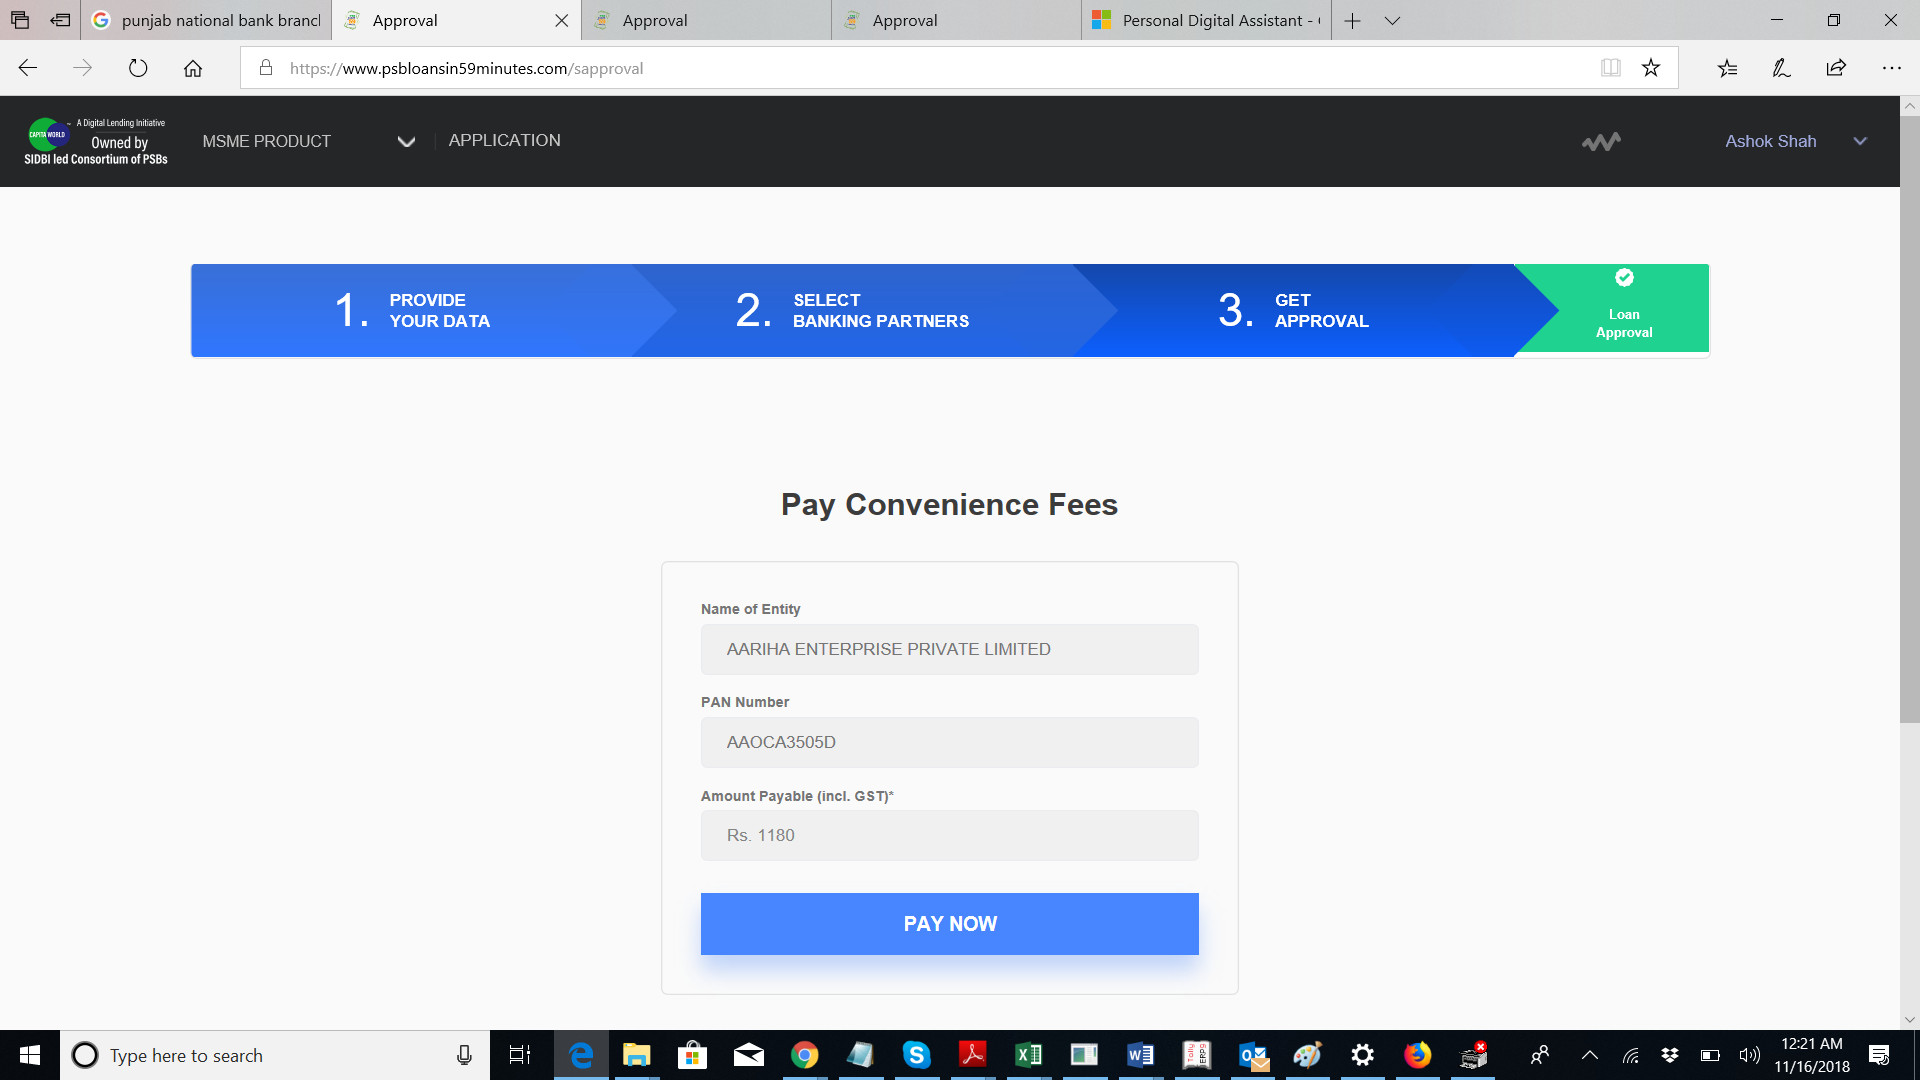 punjab national bank branch
Approval
Approval
Approval
Personal Digital Assistant -
https://www.psbloansin59minutes.com/sapproval
CAPITA WORLD
A Digital Lending Initiative
Owned by
SIDBI led Consortium of PSBs
MSME PRODUCT
APPLICATION
Ashok Shah
1. PROVIDE
YOUR DATA
2. SELECT
BANKING PARTNERS
3. GET
APPROVAL
Loan
Approval
Pay Convenience Fees
Name of Entity
AARIHA ENTERPRISE PRIVATE LIMITED
PAN Number
AAOCA3505D
Amount Payable (incl. GST)*
Rs. 1180
PAY NOW
Type here to search
12:21 AM
11/16/2018